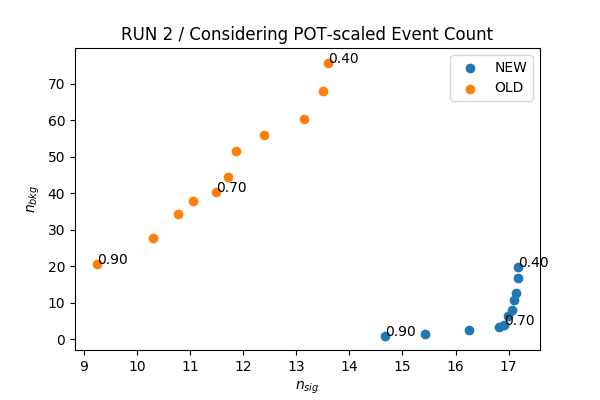 RUN 2 / Considering POT-scaled Event Count
NEW
OLD
0.40
0.70
0.90
0.40
0.70
0.90
70
60
50
40
30
20
10
0
n_bkg
9 10 11 12 13 14 15 16 17
n_sig